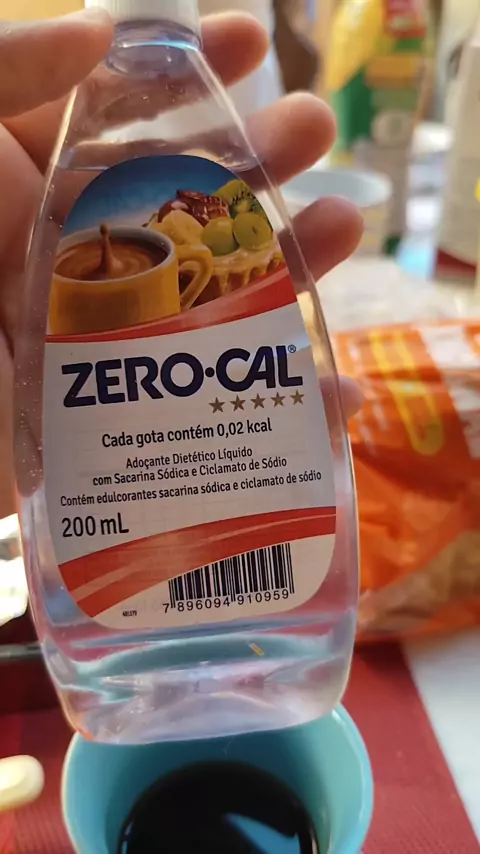 ZERO·CAL®
Cada gota contém 0,02 kcal
Adoçante Dietético Líquido
com Sacarina Sódica e Ciclamato de Sódio
Contém edulcorantes sacarina sódica e ciclamato de sódio
200 mL
7 896094 910959